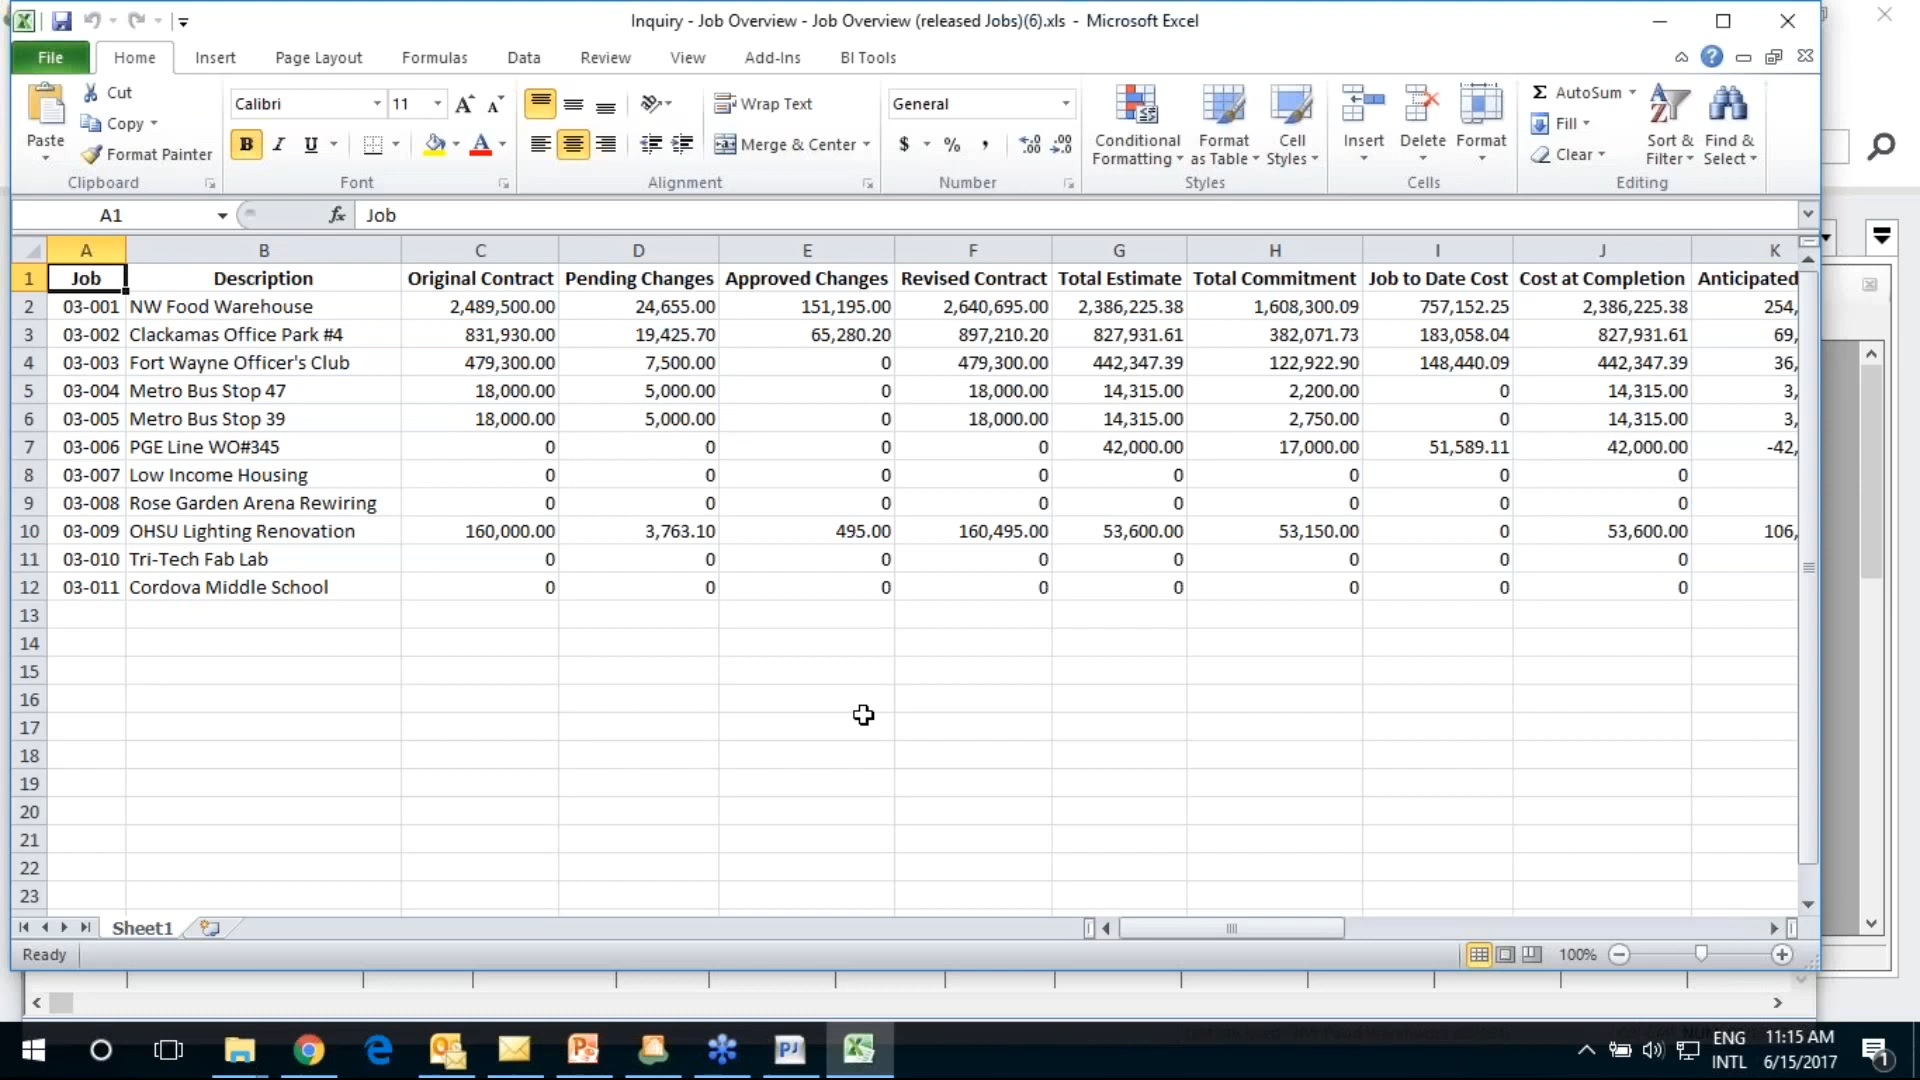 Inquiry - Job Overview - Job Overview (released Jobs)(6).xls - Microsoft Excel
File Home Insert Page Layout Formulas Data Review View Add-Ins BI Tools
Paste
Cut
Copy
Format Painter
Clipboard
Calibri 11
B I U
Font
Wrap Text
Merge & Center
Alignment
General
$ % ,
Number
Conditional Formatting
Format as Table
Cell Styles
Styles
Insert Delete Format
Cells
Σ AutoSum
Fill
Clear
Sort & Filter
Find & Select
Editing
A1 fx Job
A B C D E F G H I J K
1 Job Description Original Contract Pending Changes Approved Changes Revised Contract Total Estimate Total Commitment Job to Date Cost Cost at Completion Anticipated
2 03-001 NW Food Warehouse 2,489,500.00 24,655.00 151,195.00 2,640,695.00 2,386,225.38 1,608,300.09 757,152.25 2,386,225.38 254,
3 03-002 Clackamas Office Park #4 831,930.00 19,425.70 65,280.20 897,210.20 827,931.61 382,071.73 183,058.04 827,931.61 69,
4 03-003 Fort Wayne Officer's Club 479,300.00 7,500.00 0 479,300.00 442,347.39 122,922.90 148,440.09 442,347.39 36,
5 03-004 Metro Bus Stop 47 18,000.00 5,000.00 0 18,000.00 14,315.00 2,200.00 0 14,315.00 3,
6 03-005 Metro Bus Stop 39 18,000.00 5,000.00 0 18,000.00 14,315.00 2,750.00 0 14,315.00 3,
7 03-006 PGE Line WO#345 0 0 0 0 42,000.00 17,000.00 51,589.11 42,000.00 -42,
8 03-007 Low Income Housing 0 0 0 0 0 0 0 0
9 03-008 Rose Garden Arena Rewiring 0 0 0 0 0 0 0 0
10 03-009 OHSU Lighting Renovation 160,000.00 3,763.10 495.00 160,495.00 53,600.00 53,150.00 0 53,600.00 106,
11 03-010 Tri-Tech Fab Lab 0 0 0 0 0 0 0 0
12 03-011 Cordova Middle School 0 0 0 0 0 0 0 0
13
14
15
16
17
18
19
20
21
22
23
Sheet1
Ready 100%
ENG 11:15 AM
INTL 6/15/2017 1